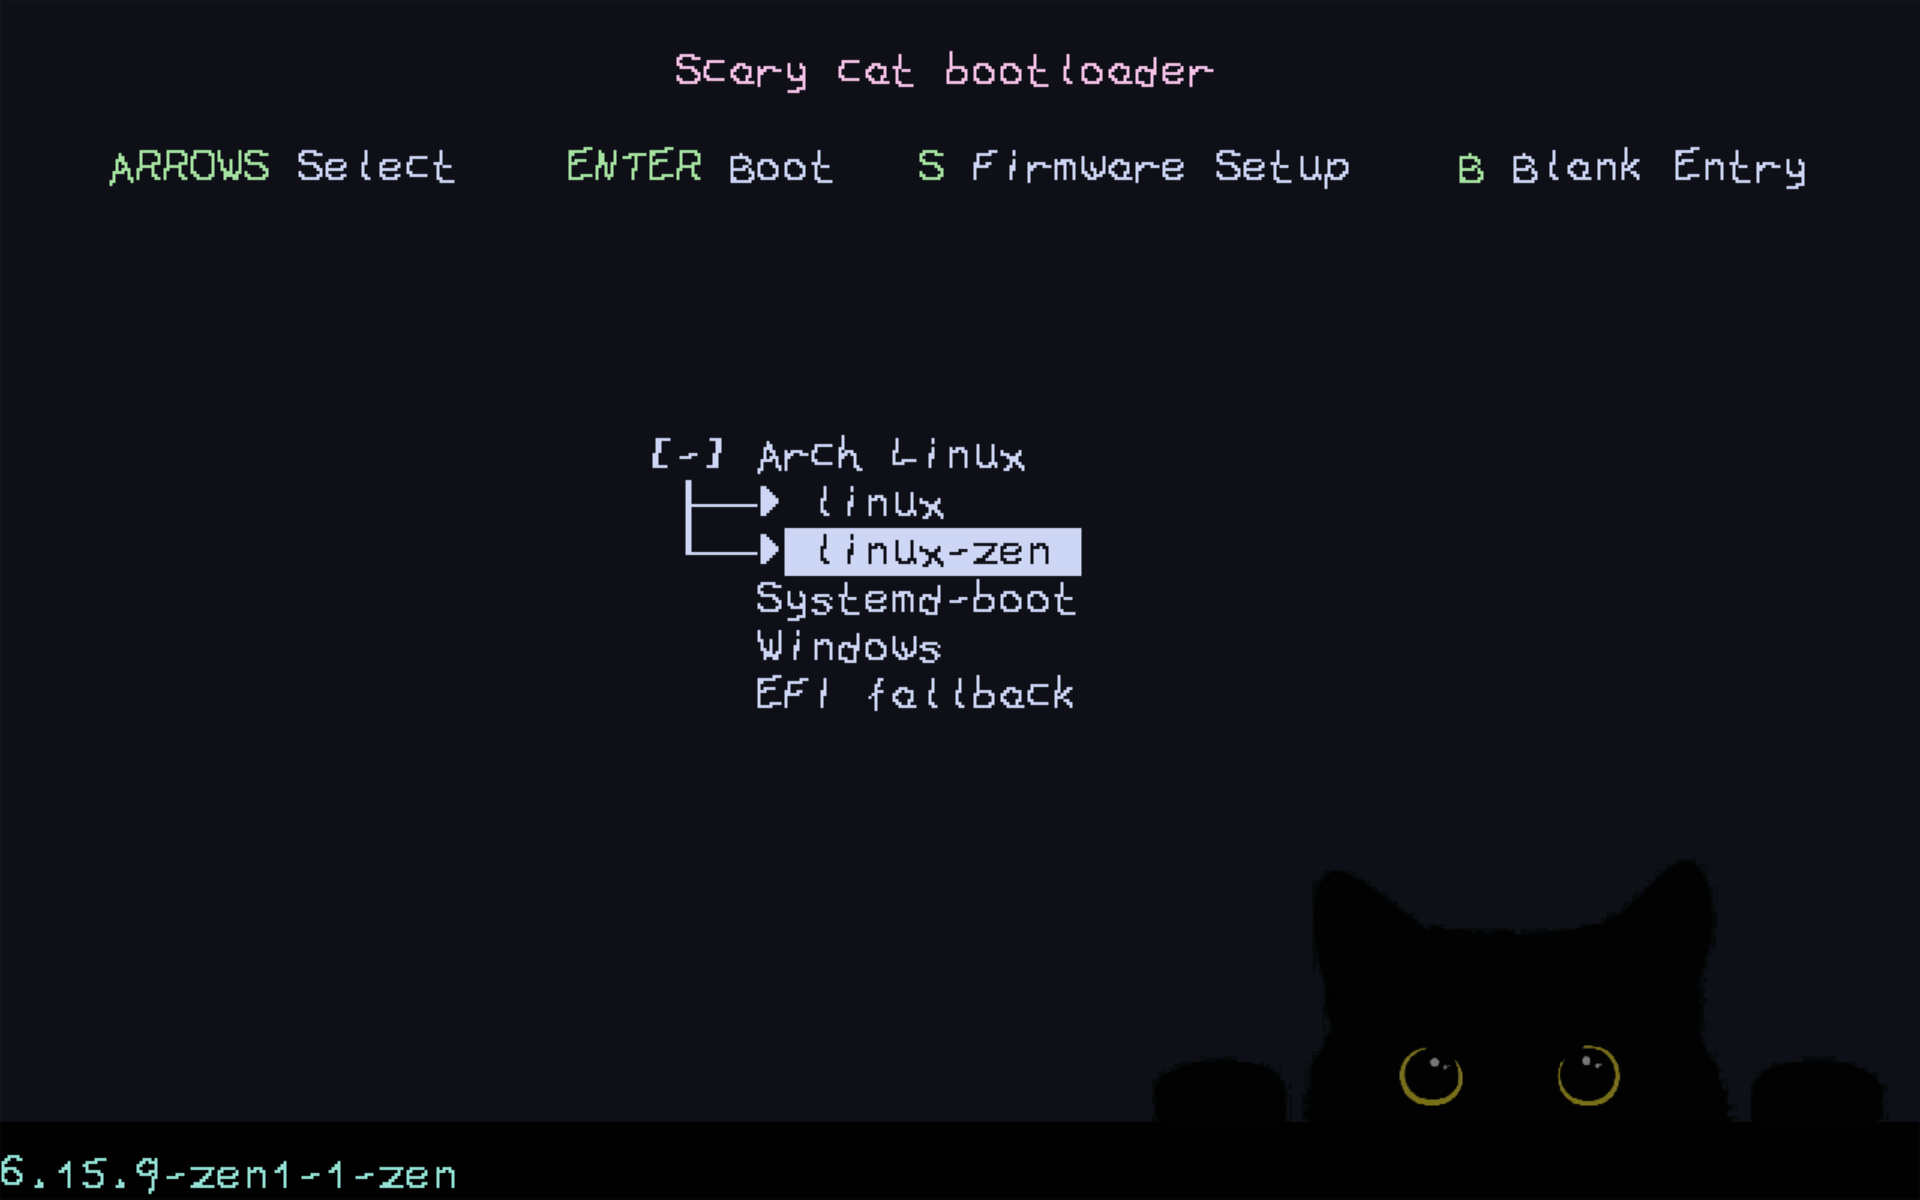 Scary cat bootloader
ARROWS Select ENTER Boot S Firmware Setup B Blank Entry
[-] Arch Linux
linux
linux-zen
Systemd-boot
Windows
EFI fallback
6.15.9-zen1-1-zen